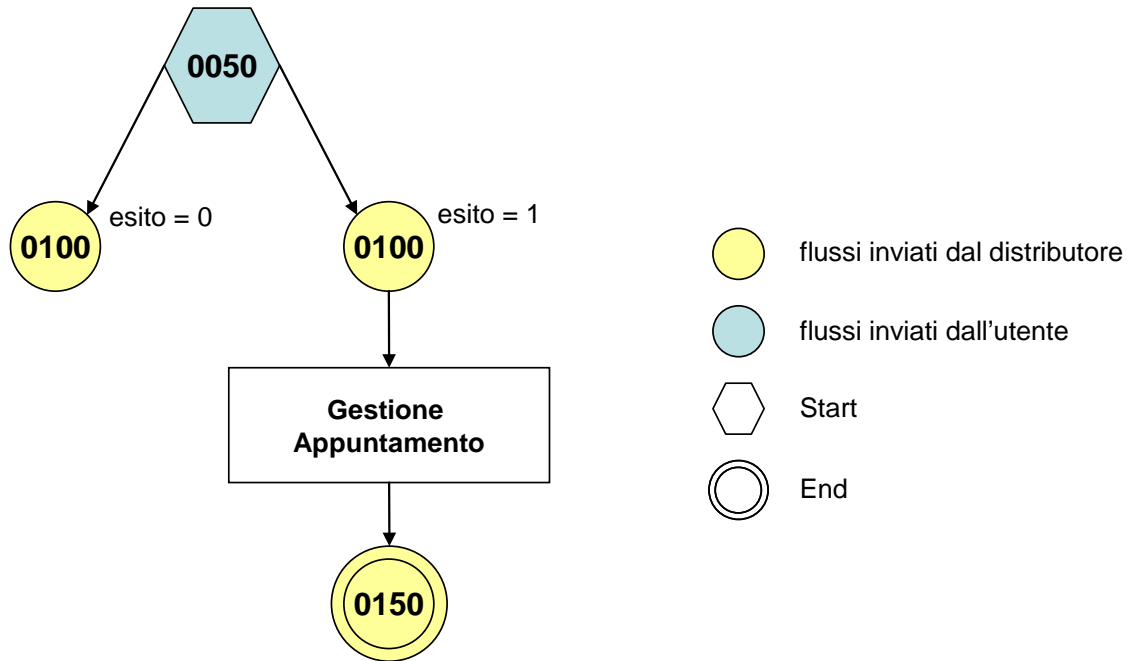 0050
esito = 0
esito = 1
0100
0100
flussi inviati dal distributore
flussi inviati dall'utente
Gestione
Appuntamento
Start
End
0150